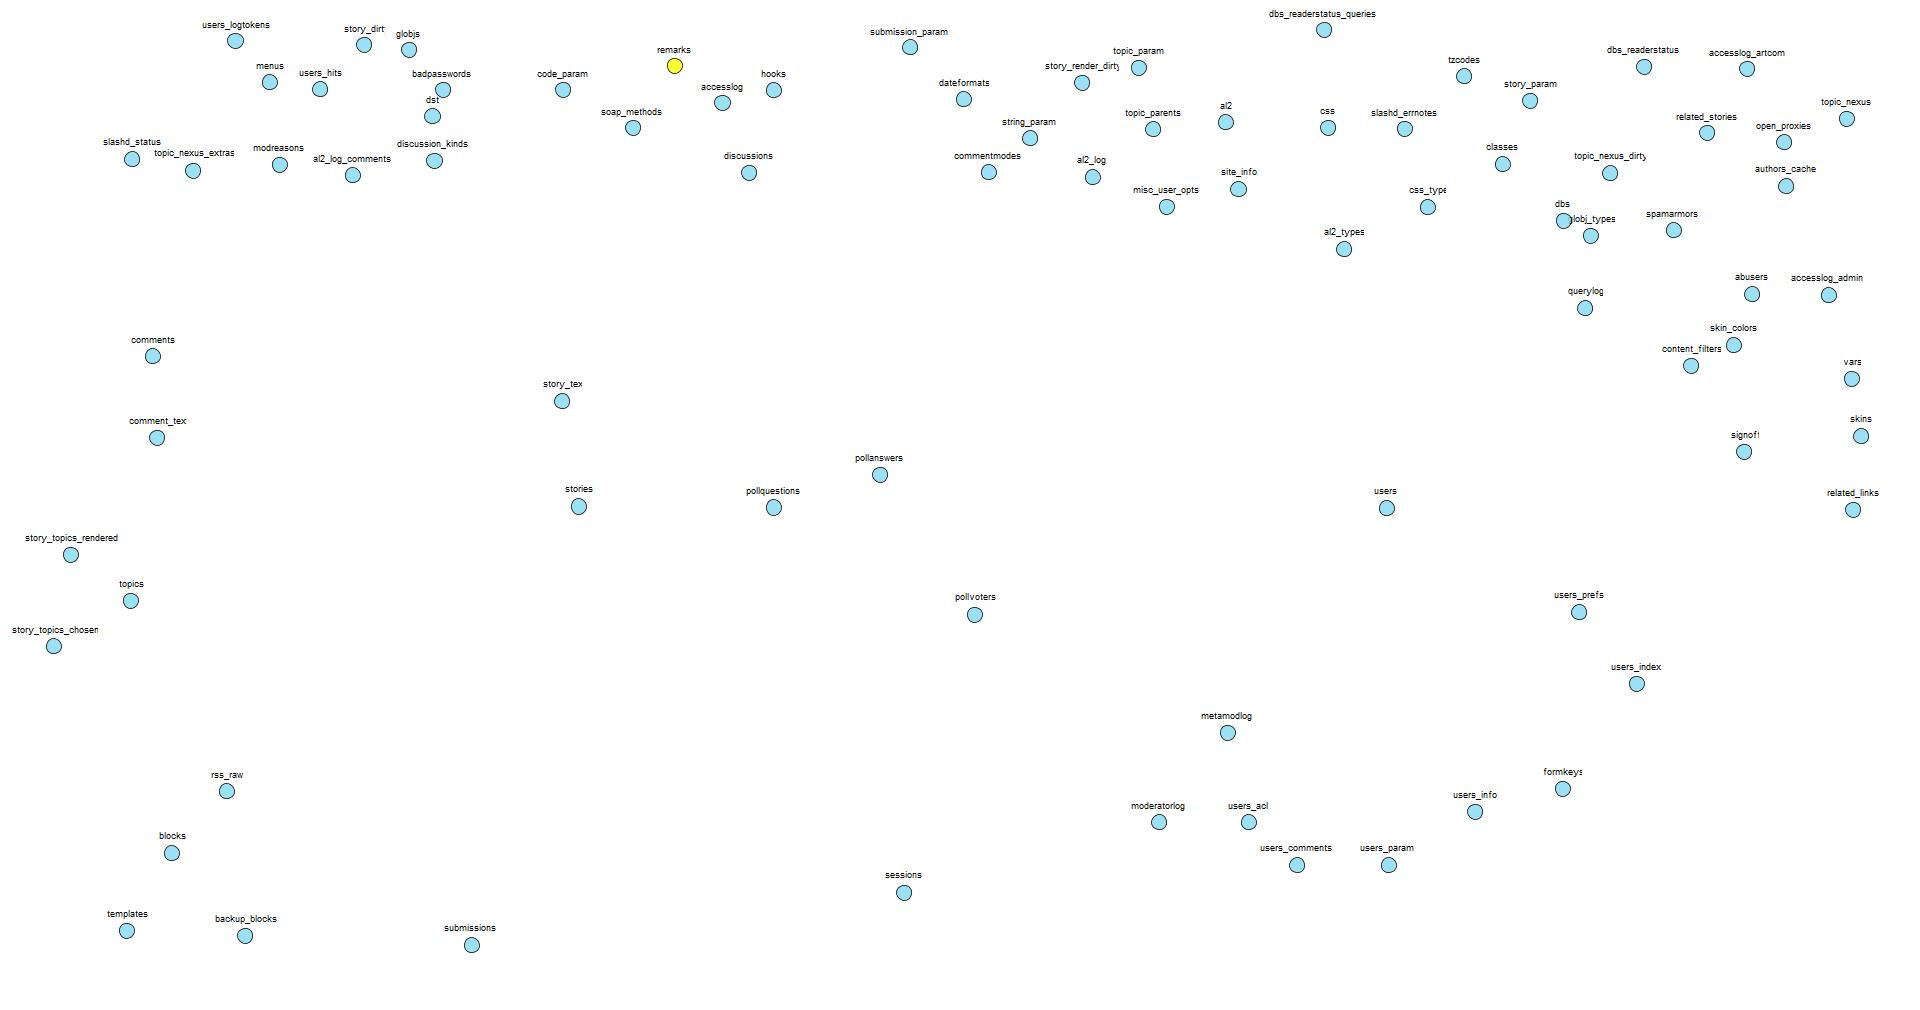 dbs_readerstatus_queries
users_logtokens
story_dirt
globjs
submission_param
remarks
topic_param
dbs_readerstatus
accesslog_artcom
menus
users_hits
badpasswords
code_param
accesslog
hooks
dateformats
story_render_dirty
tzcodes
story_param
dst
soap_methods
string_param
topic_parents
al2
css
slashd_errnotes
related_stories
open_proxies
topic_nexus
slashd_status
topic_nexus_extras
modreasons
al2_log_comments
discussion_kinds
discussions
commentmodes
al2_log
classes
topic_nexus_dirty
authors_cache
misc_user_opts
site_info
css_type
dbs
globj_types
spamarmors
al2_types
querylog
abusers
accesslog_admin
comments
skin_colors
content_filters
vars
story_tex
comment_tex
skins
signoff
pollanswers
stories
pollquestions
users
related_links
story_topics_rendered
topics
pollvoters
users_prefs
story_topics_chosen
users_index
metamodlog
rss_raw
formkeys
moderatorlog
users_acl
users_info
blocks
users_comments
users_param
sessions
templates
backup_blocks
submissions